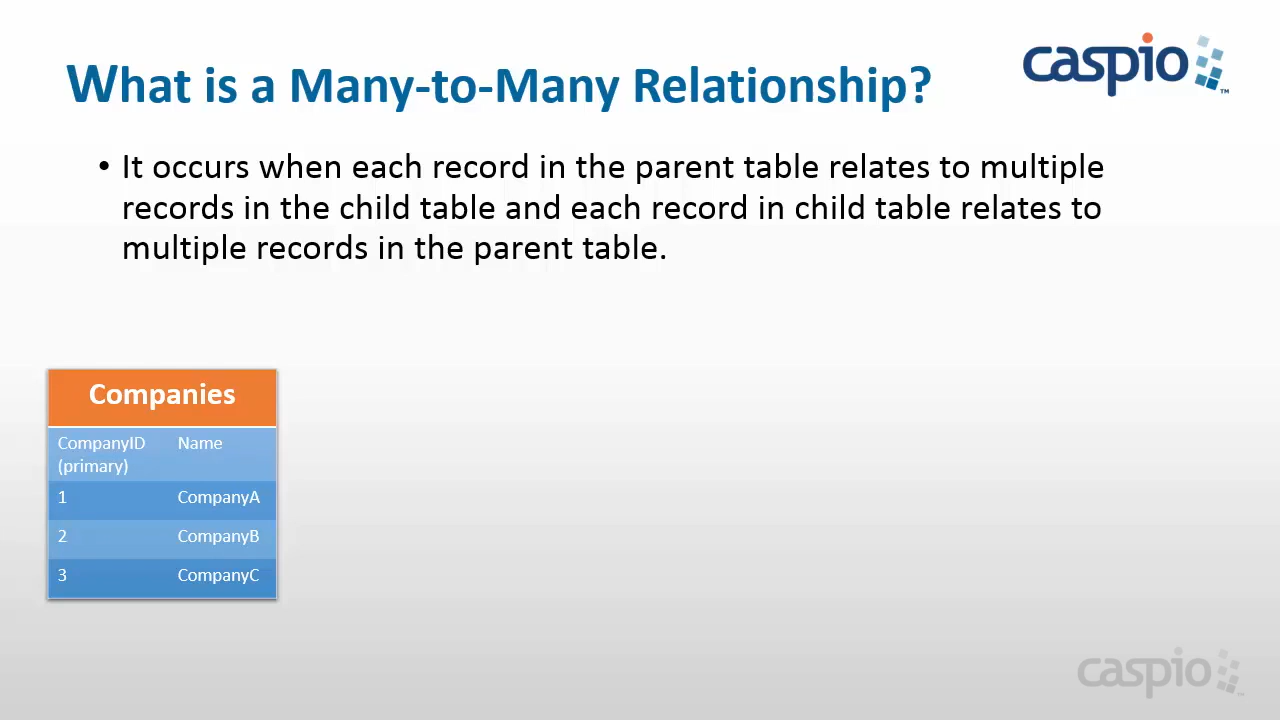 What is a Many-to-Many Relationship?
caspio™
• It occurs when each record in the parent table relates to multiple
records in the child table and each record in child table relates to
multiple records in the parent table.
Companies
CompanyID Name
(primary)
1 CompanyA
2 CompanyB
3 CompanyC
caspio